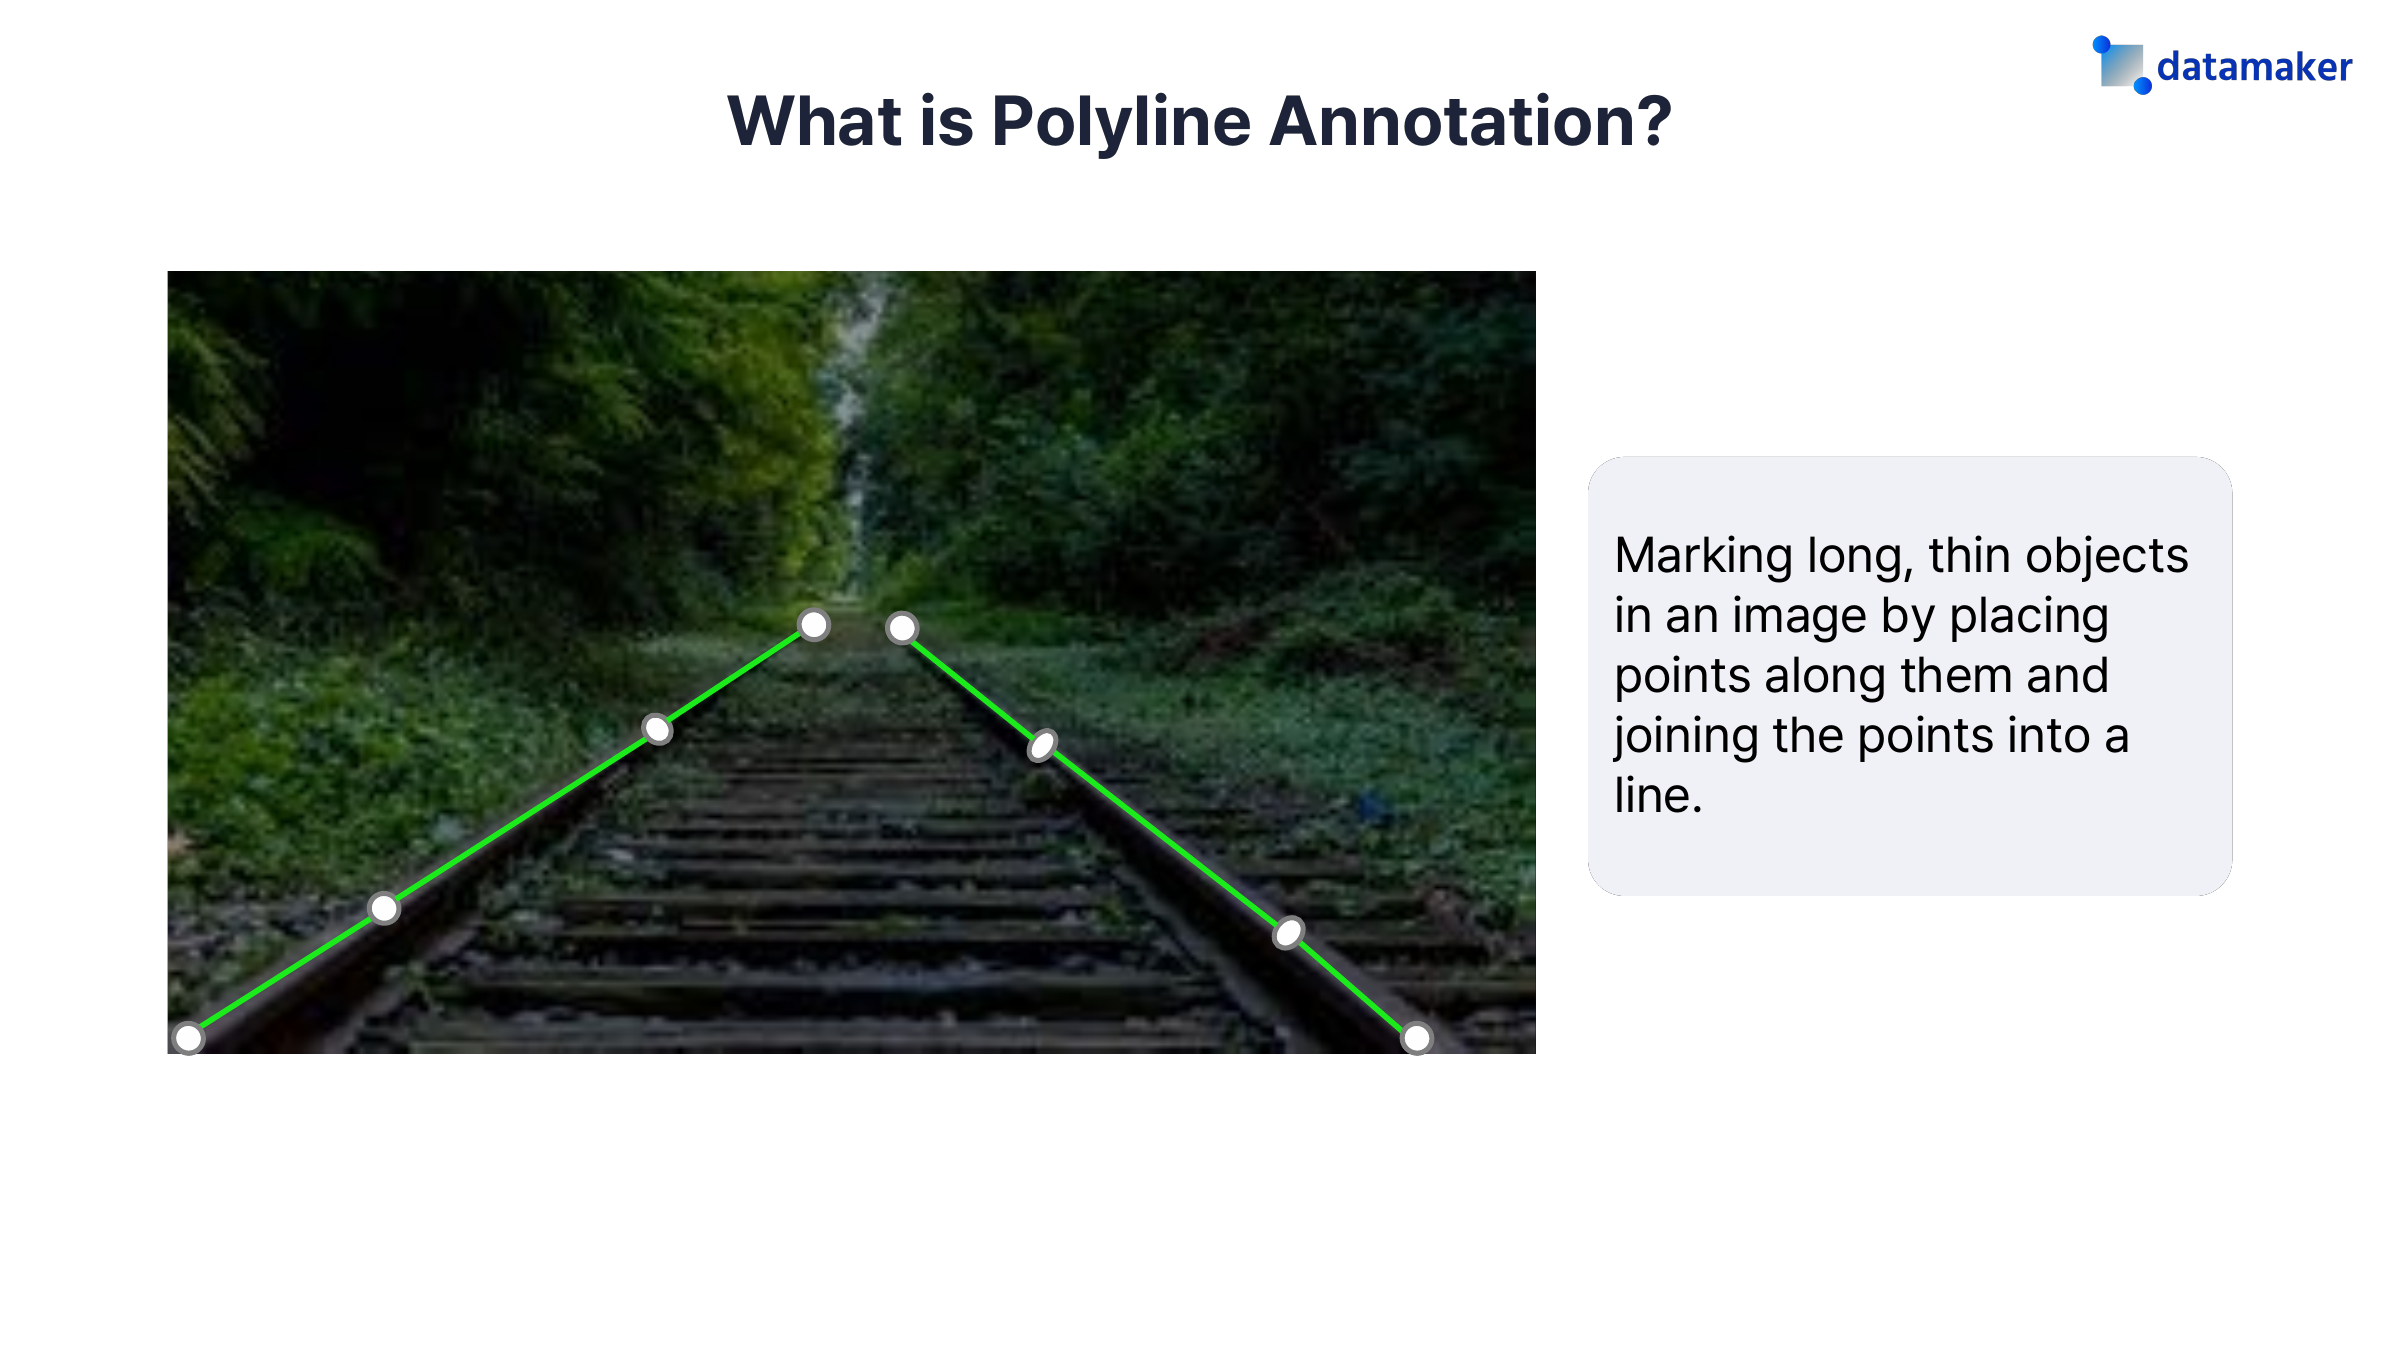 datamaker
What is Polyline Annotation?
Marking long, thin objects
in an image by placing
points along them and
joining the points into a
line.